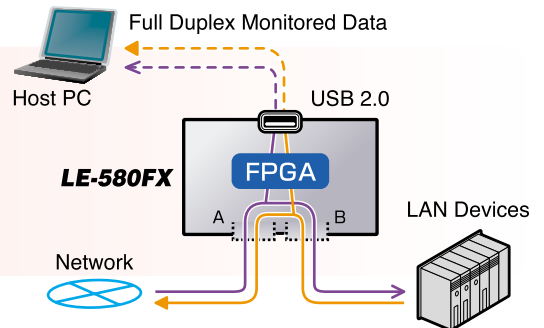 Full Duplex Monitored Data
Host PC
USB 2.0
LE-580FX
FPGA
A
B
LAN Devices
Network